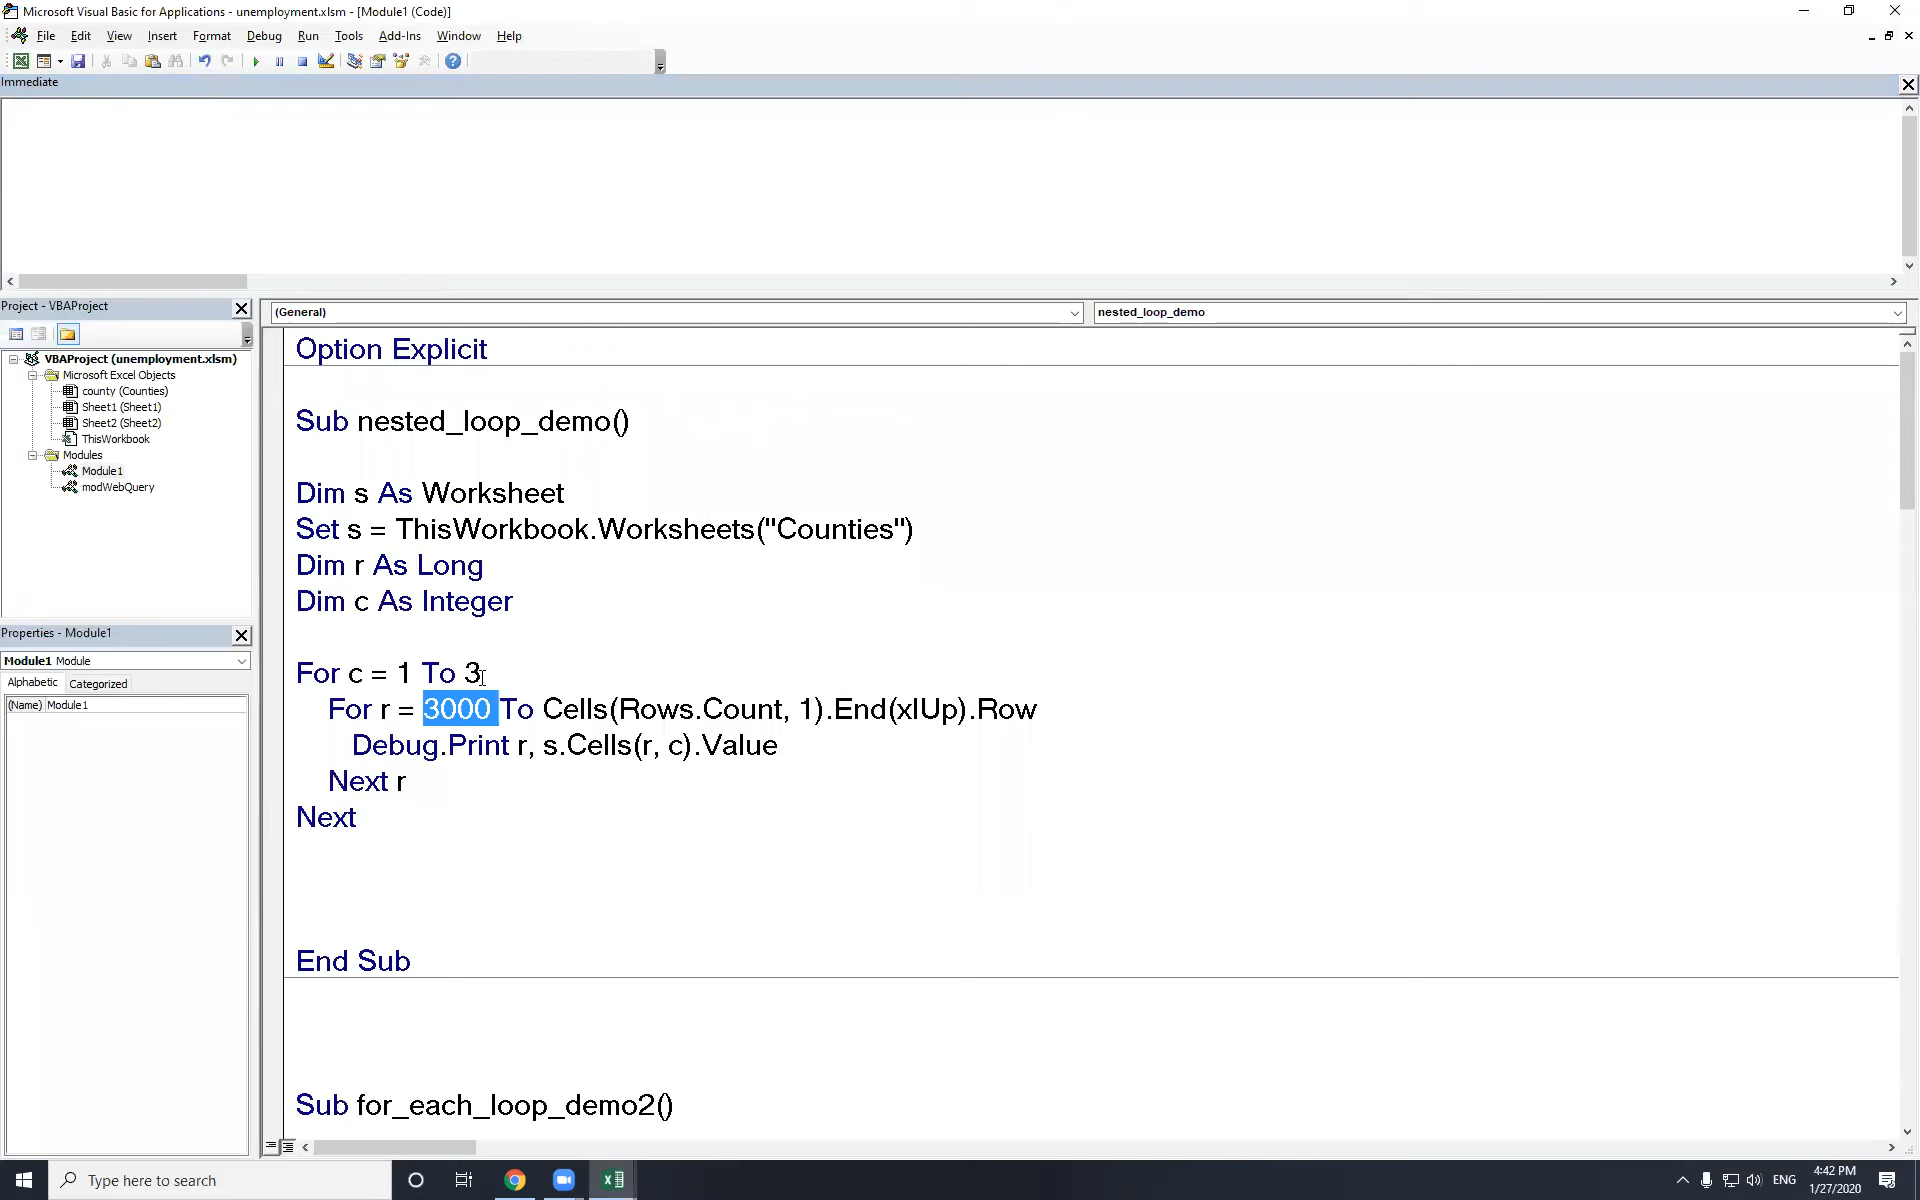 Microsoft Visual Basic for Applications - unemployment.xlsm - [Module1 (Code)]
File Edit View Insert Format Debug Run Tools Add-Ins Window Help
Immediate
Project - VBAProject
VBAProject (unemployment.xlsm)
Microsoft Excel Objects
county (Counties)
Sheet1 (Sheet1)
Sheet2 (Sheet2)
ThisWorkbook
Modules
Module1
modWebQuery
Properties - Module1
Module1 Module
Alphabetic Categorized
(Name) Module1
(General) nested_loop_demo
Option Explicit
Sub nested_loop_demo()
Dim s As Worksheet
Set s = ThisWorkbook.Worksheets("Counties")
Dim r As Long
Dim c As Integer
For c = 1 To 3
For r = 3000 To Cells(Rows.Count, 1).End(xlUp).Row
Debug.Print r, s.Cells(r, c).Value
Next r
Next
End Sub
Sub for_each_loop_demo2()
Type here to search
ENG
4:42 PM
1/27/2020